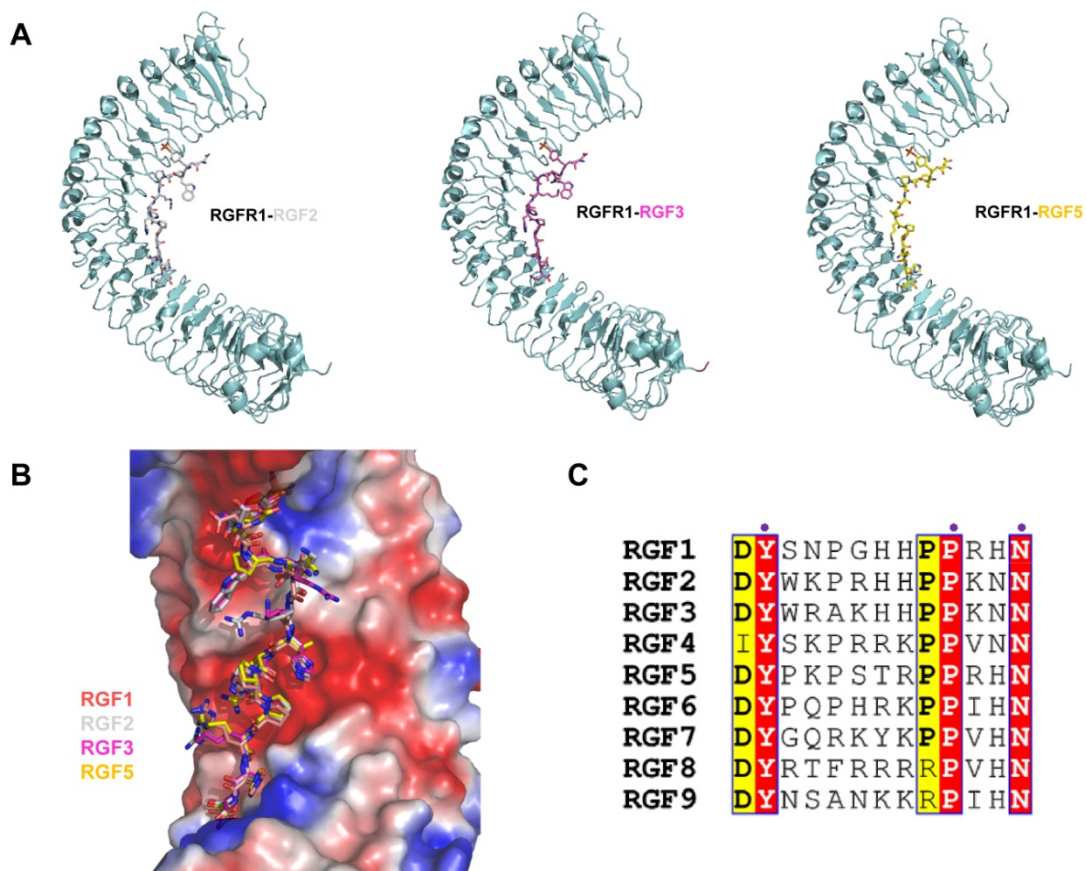 A
RGFR1-RGF2
RGFR1-RGF3
RGFR1-RGF5
B
RGF1
RGF2
RGF3
RGF5
C
RGF1 DYSNPGHHPPRHN
RGF2 DYWKPRHHPPKNN
RGF3 DYWRAKHHPPKNN
RGF4 IYSKPRRKPPVNN
RGF5 DYPKPSTRPPRHN
RGF6 DYPQPHRKPPIHN
RGF7 DYGQRKYKPPVHN
RGF8 DYRTFRRRRPVHN
RGF9 DYNSANKKRPIHN